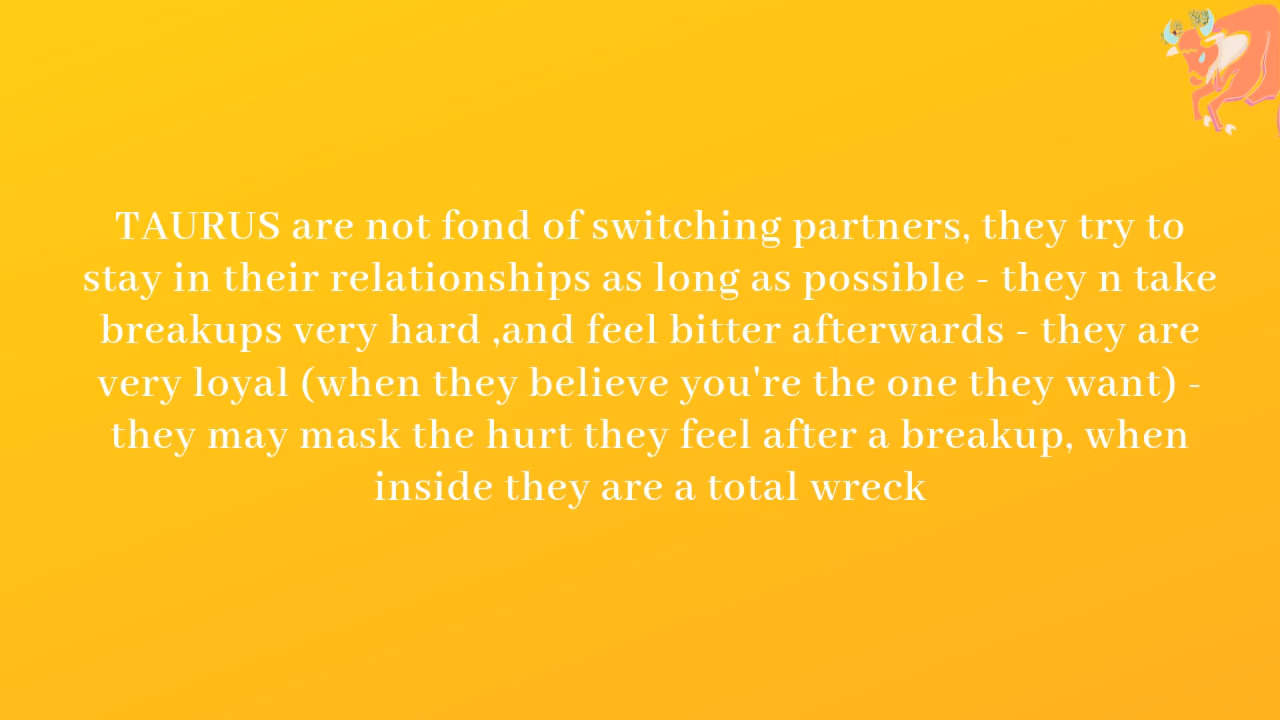 TAURUS are not fond of switching partners, they try to
stay in their relationships as long as possible - they n take
breakups very hard ,and feel bitter afterwards - they are
very loyal (when they believe you're the one they want) -
they may mask the hurt they feel after a breakup, when
inside they are a total wreck